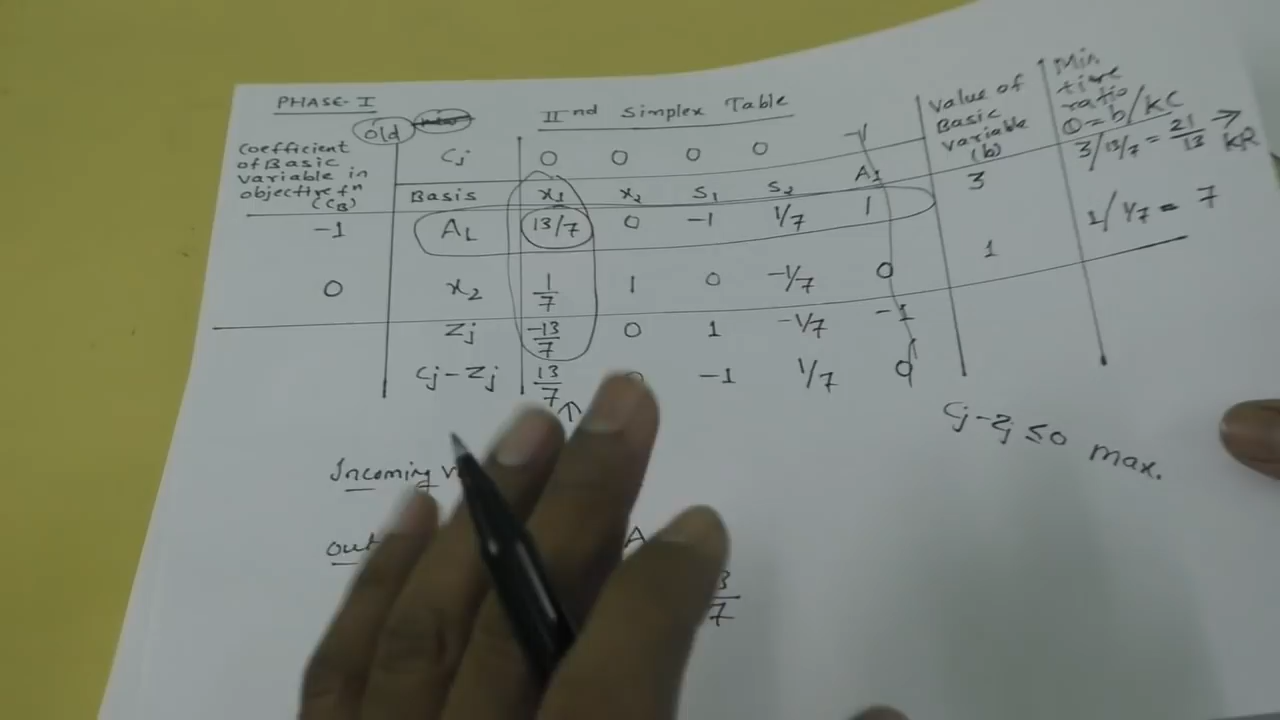 PHASE-I
IInd Simplex Table
old
Coefficient of Basic variable in objective fn (CB)
Cj 0 0 0 0 -1
Value of Basic variable (b)
Min ratio θ = b/KC
Basis x1 x2 S1 S2 A1
-1 A1 13/7 0 -1 1/7 1 3 3/13/7 = 21/13 → KR
0 x2 1/7 1 0 -1/7 0 1 1/1/7 = 7
Zj -13/7 0 1 -1/7 -1
Cj-Zj 13/7 -1 1/7 0
↑
Cj-Zj ≤ 0 max.
Incoming
out
A
7